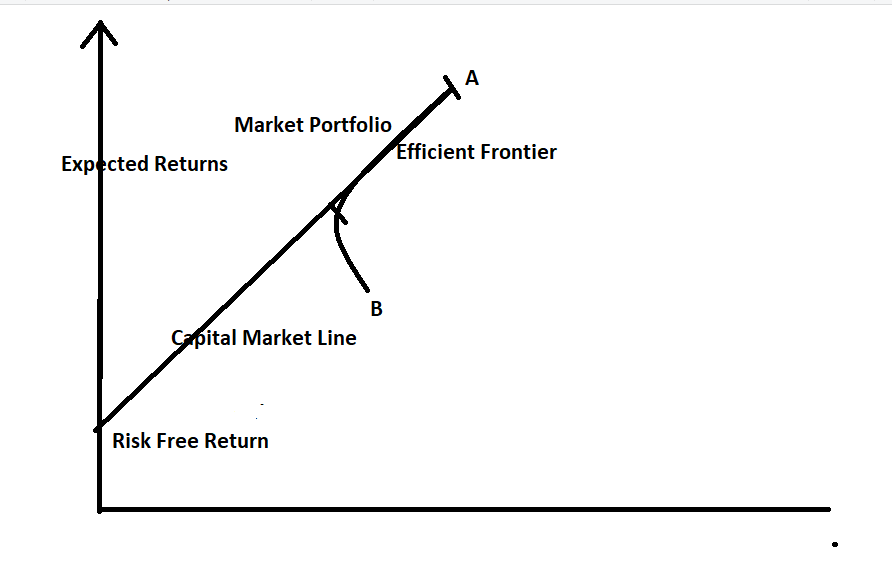 A
Market Portfolio
Efficient Frontier
Expected Returns
B
Capital Market Line
Risk Free Return